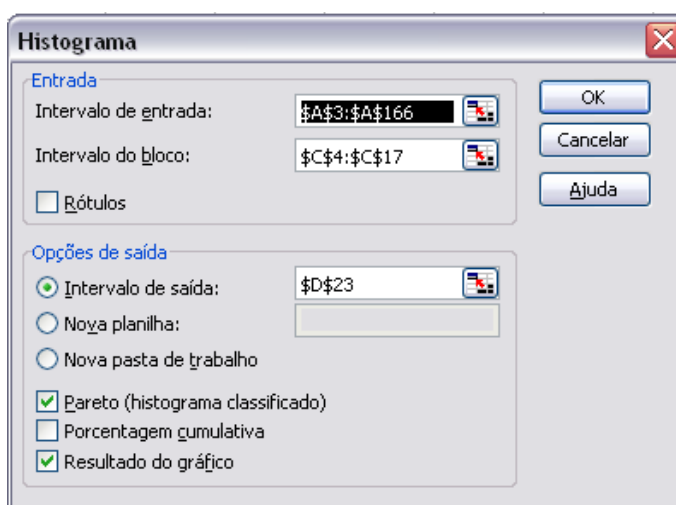 Histograma
Entrada
Intervalo de entrada: $A$3:$A$166
Intervalo do bloco: $C$4:$C$17
Rótulos
OK
Cancelar
Ajuda
Opções de saída
Intervalo de saída: $D$23
Nova planilha:
Nova pasta de trabalho
Pareto (histograma classificado)
Porcentagem cumulativa
Resultado do gráfico